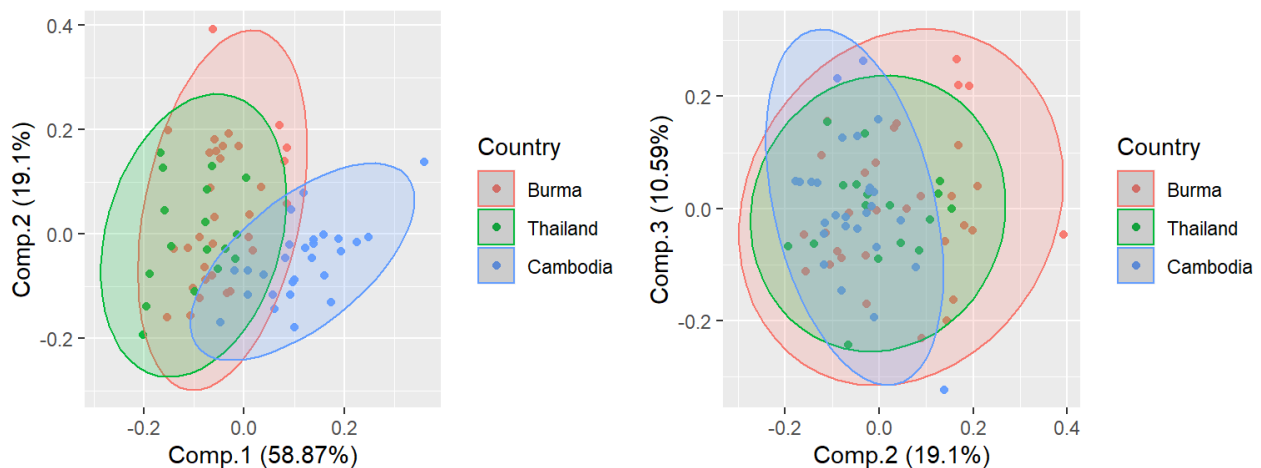 0.4
0.2
0.0
-0.2
Comp.2 (19.1%)
-0.2
0.0
0.2
Comp.1 (58.87%)
Country
Burma
Thailand
Cambodia
0.2
0.0
-0.2
Comp.3 (10.59%)
-0.2
0.0
0.2
0.4
Comp.2 (19.1%)
Country
Burma
Thailand
Cambodia